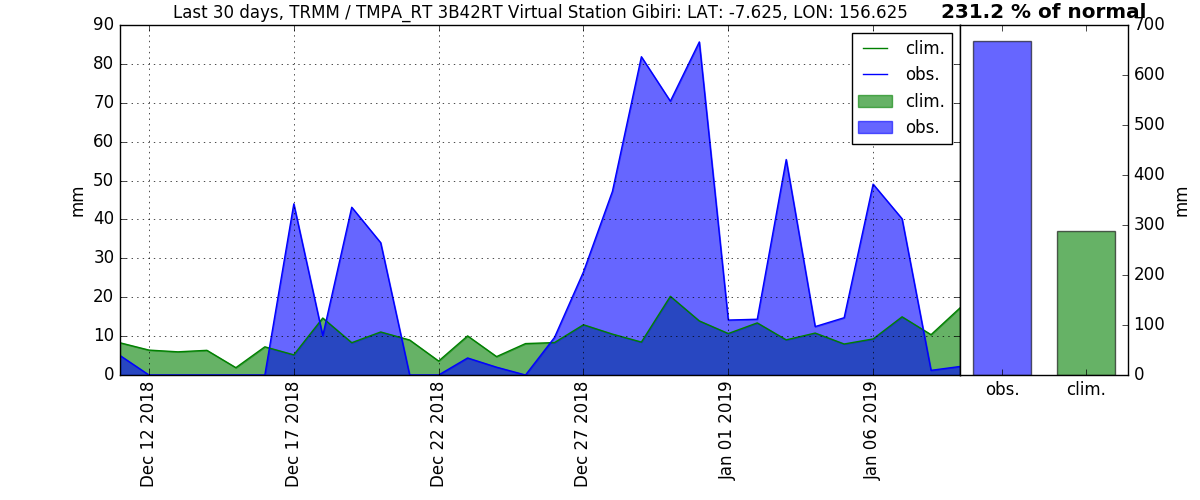 Last 30 days, TRMM / TMPA_RT 3B42RT Virtual Station Gibiri: LAT: -7.625, LON: 156.625
231.2 % of normal
90
80
70
60
50
40
30
20
10
0
mm
clim.
obs.
clim.
obs.
Dec 12 2018
Dec 17 2018
Dec 22 2018
Dec 27 2018
Jan 01 2019
Jan 06 2019
700
600
500
400
300
200
100
0
mm
obs.
clim.